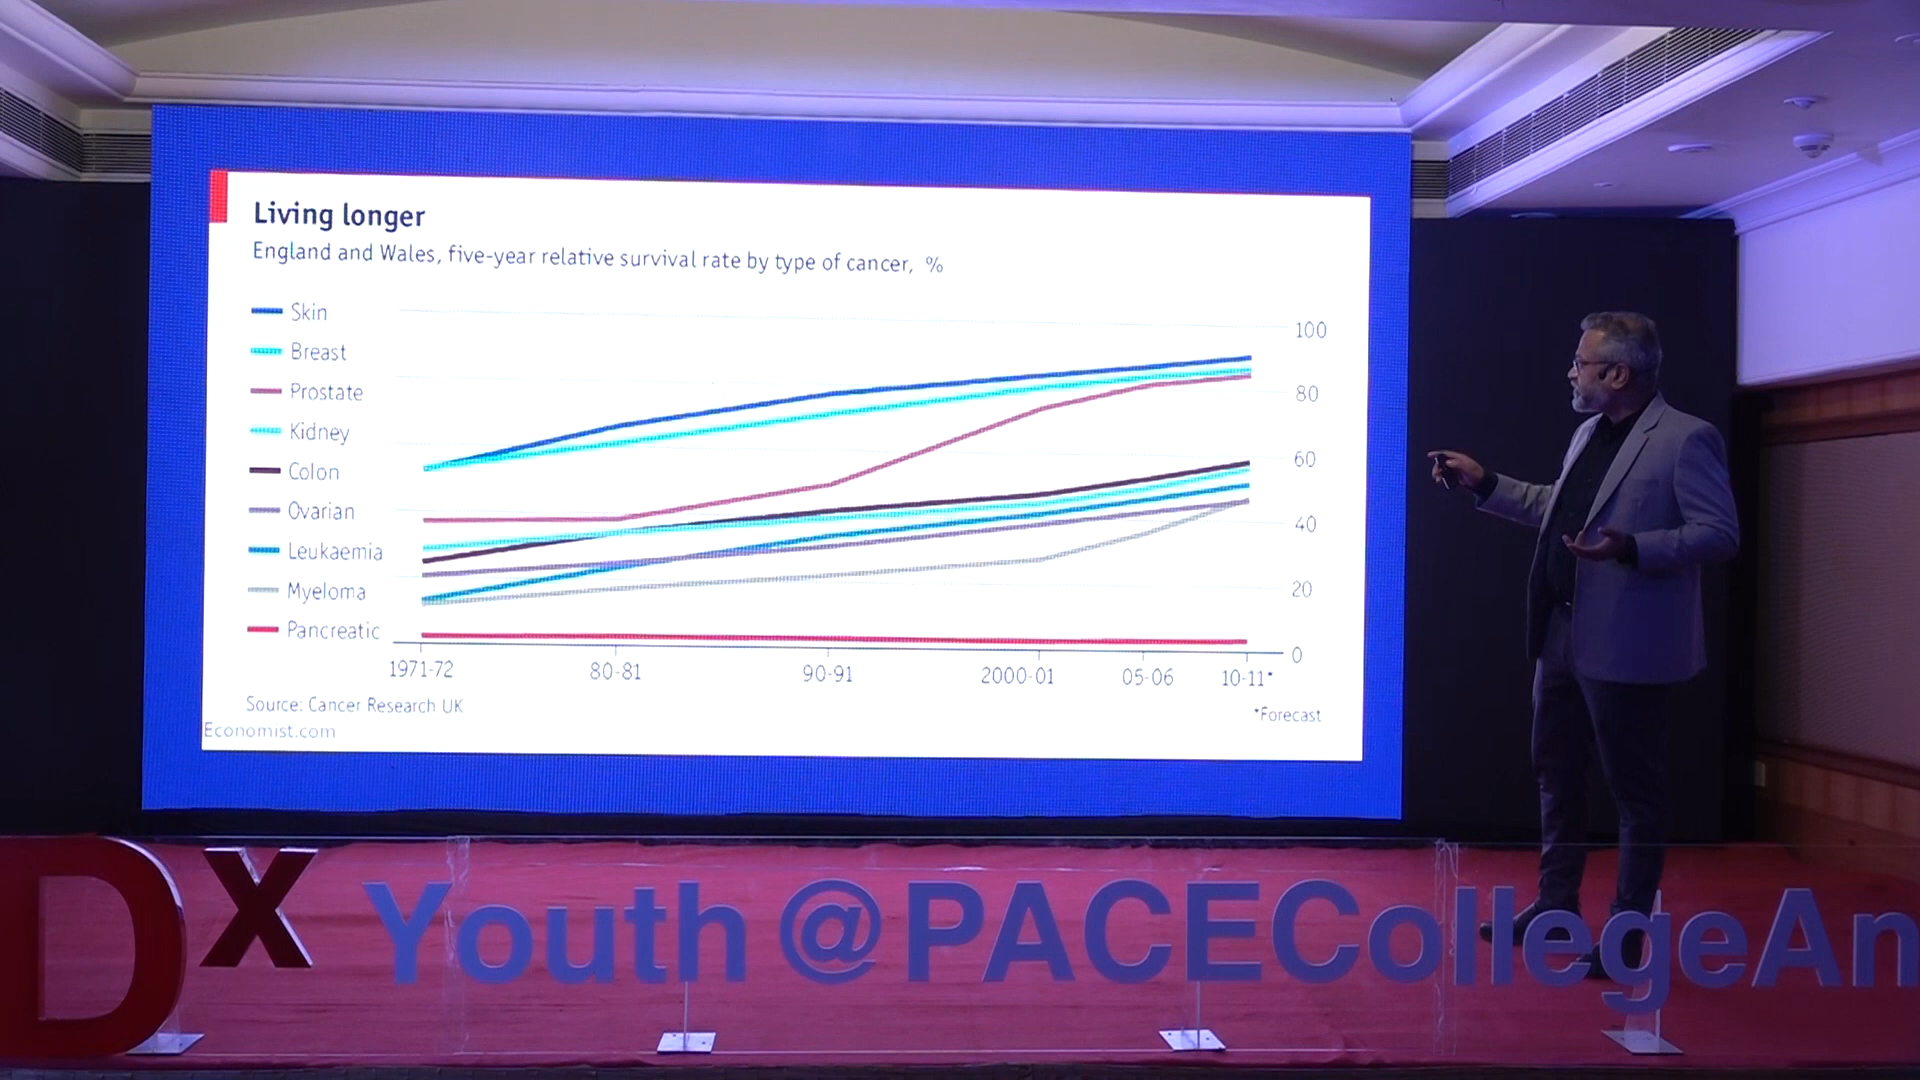 Living longer
England and Wales, five-year relative survival rate by type of cancer, %
Skin
Breast
Prostate
Kidney
Colon
Ovarian
Leukaemia
Myeloma
Pancreatic
100
80
60
40
20
0
1971-72 80-81 90-91 2000-01 05-06 10-11*
Source: Cancer Research UK
*Forecast
Economist.com
Dx Youth@PACECollegeAn